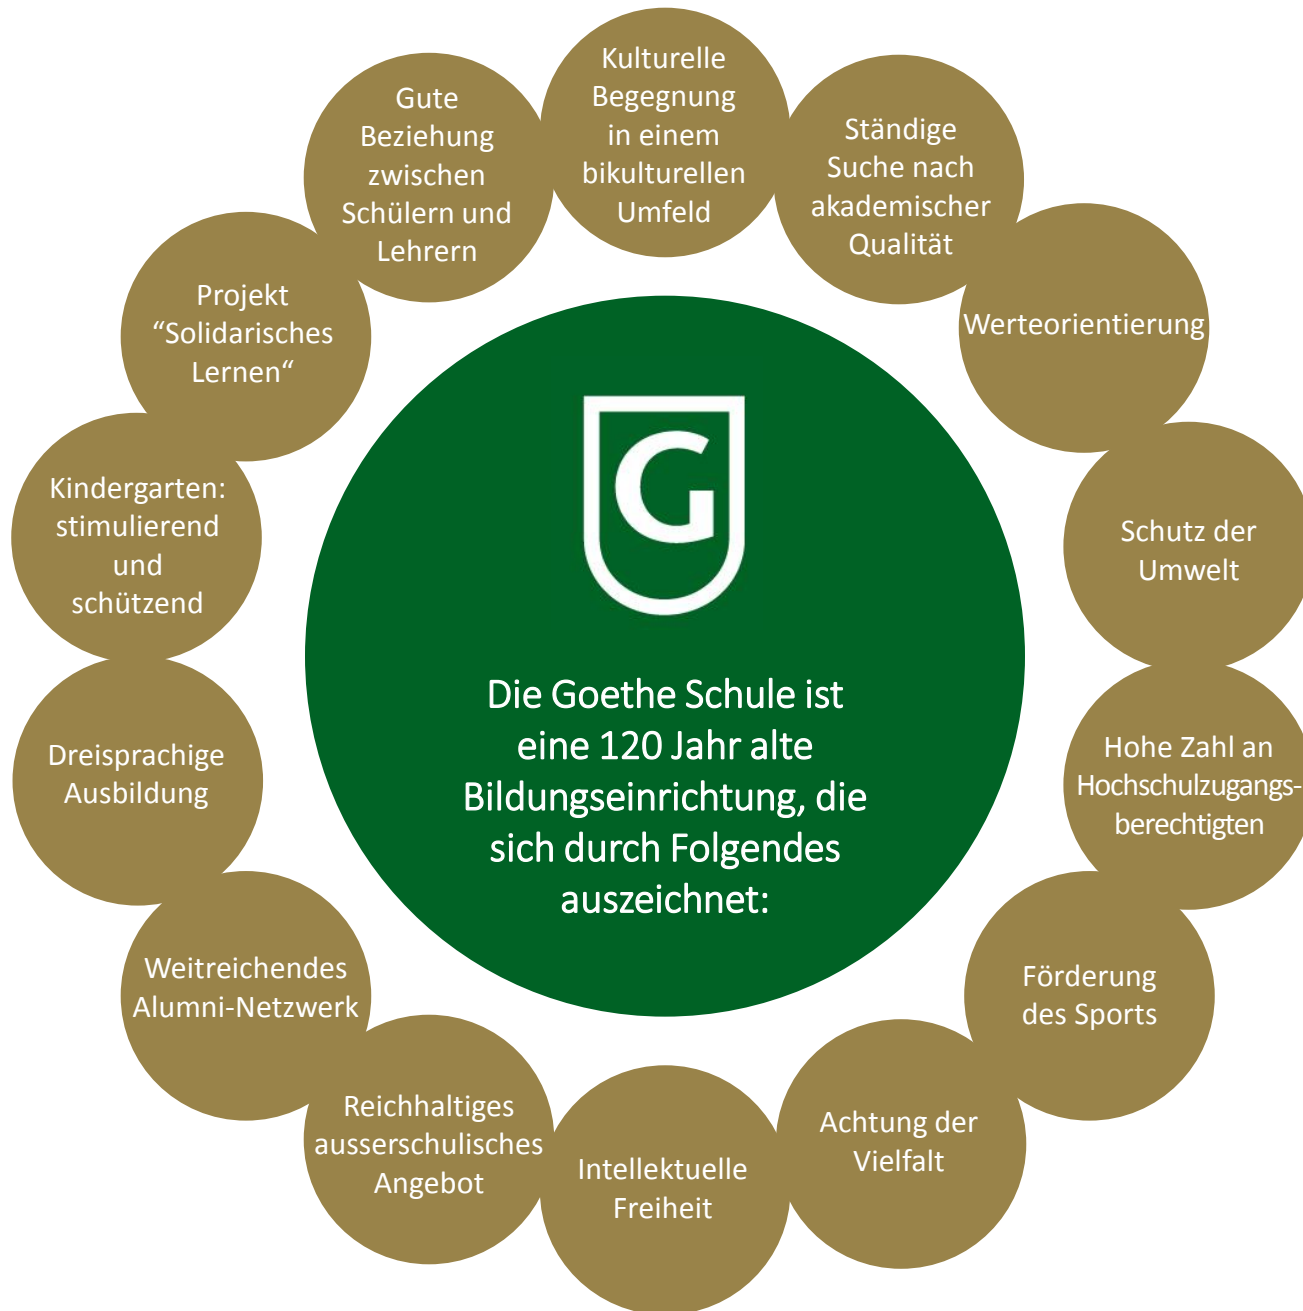 Kulturelle
Begegnung
in einem
bikulturellen
Umfeld
Ständige
Suche nach
akademischer
Qualität
Werteorientierung
Schutz der
Umwelt
Hohe Zahl an
Hochschulzugangs-
berechtigten
Förderung
des Sports
Achtung der
Vielfalt
Intellektuelle
Freiheit
Reichhaltiges
ausserschulisches
Angebot
Weitreichendes
Alumni-Netzwerk
Dreisprachige
Ausbildung
Kindergarten:
stimulierend
und
schützend
Projekt
“Solidarisches
Lernen“
Gute
Beziehung
zwischen
Schülern und
Lehrern
G
Die Goethe Schule ist
eine 120 Jahr alte
Bildungseinrichtung, die
sich durch Folgendes
auszeichnet: